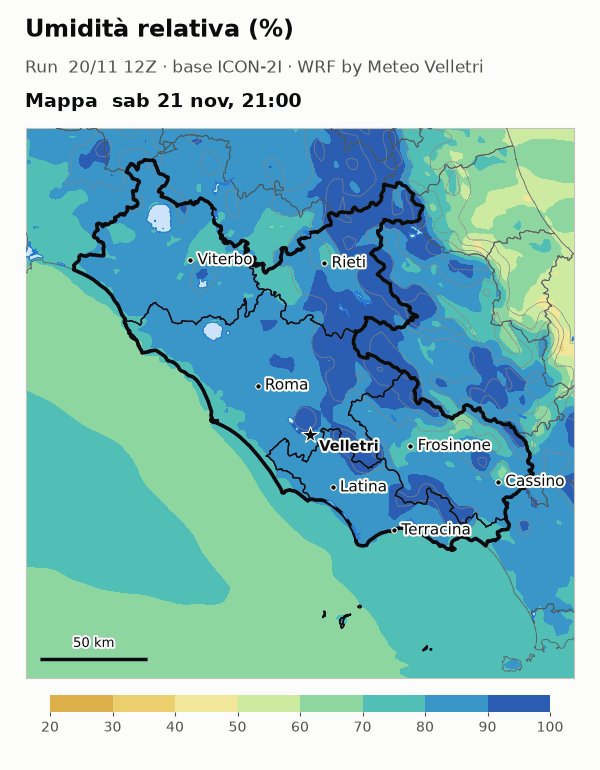 Umidità relativa (%)
Run 20/11 12Z · base ICON-2I · WRF by Meteo Velletri
Mappa sab 21 nov, 21:00
Viterbo
Rieti
Roma
Velletri
Frosinone
Latina
Cassino
Terracina
50 km
20 30 40 50 60 70 80 90 100